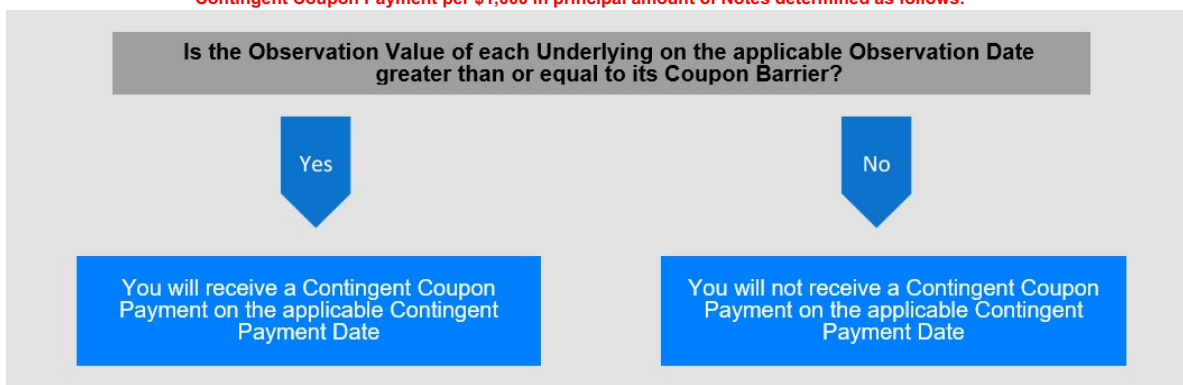 Contingent Coupon Payment per $1,000 in principal amount of Notes determined as follows:
Is the Observation Value of each Underlying on the applicable Observation Date
greater than or equal to its Coupon Barrier?
Yes
No
You will receive a Contingent Coupon
Payment on the applicable Contingent
Payment Date
You will not receive a Contingent Coupon
Payment on the applicable Contingent
Payment Date